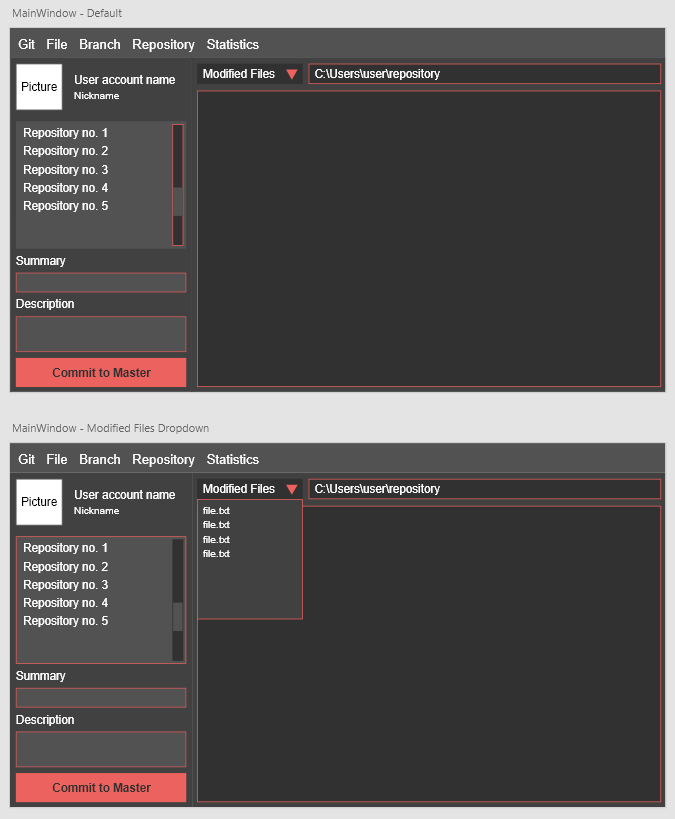 MainWindow - Default
Git File Branch Repository Statistics
Picture
User account name
Nickname
Modified Files
C:\Users\user\repository
Repository no. 1
Repository no. 2
Repository no. 3
Repository no. 4
Repository no. 5
Summary
Description
Commit to Master
MainWindow - Modified Files Dropdown
Git File Branch Repository Statistics
Picture
User account name
Nickname
Modified Files
C:\Users\user\repository
file.txt
file.txt
file.txt
file.txt
Repository no. 1
Repository no. 2
Repository no. 3
Repository no. 4
Repository no. 5
Summary
Description
Commit to Master